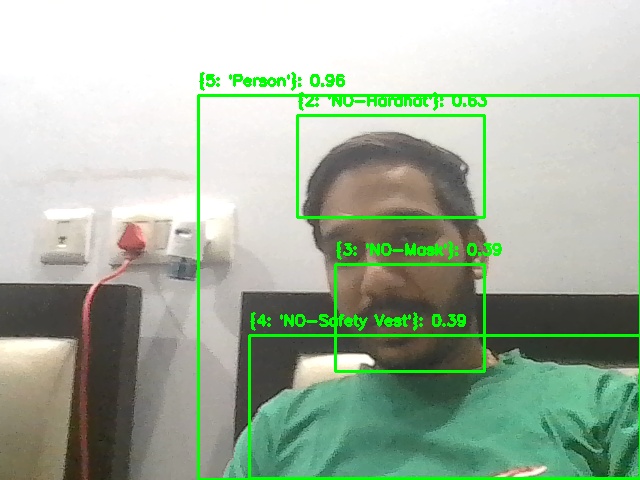 {5: 'Person'}: 0.96
{2: 'NO-Hardhat'}: 0.63
{3: 'NO-Mask'}: 0.39
{4: 'NO-Safety Vest'}: 0.39